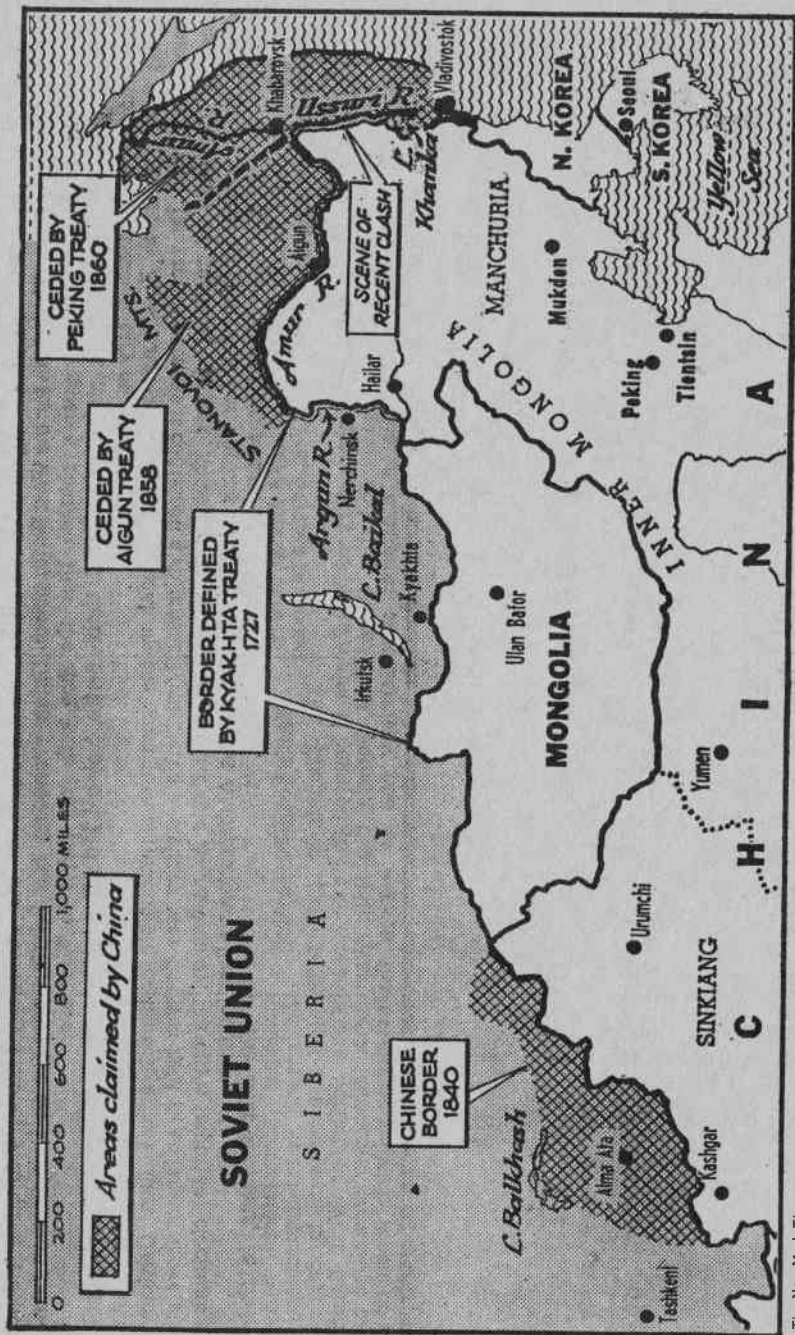 0 200 400 600 800 1,000 MILES
Areas claimed by China
SOVIET UNION
SIBERIA
CEDED BY
PEKING TREATY
1860
CEDED BY
AIGUN TREATY
1858
BORDER DEFINED
BY KYAKHTA TREATY
1727
STANOVOI MTS.
Amur R.
Khabarovsk
Ussuri R.
Aigun
Amur R.
SCENE OF
RECENT CLASH
L. Khanka
Vladivostok
Argun R.
Nerchinsk
Hailar
L. Baikal
Irkutsk
Kyakhta
CHINESE
BORDER
1840
L. Balkhash
Alma Ata
Tashkent
Kashgar
Urumchi
SINKIANG
Ulan Bator
MONGOLIA
INNER MONGOLIA
MANCHURIA
Mukden
N. KOREA
Seoul
S. KOREA
Yellow
Sea
Peking
Tientsin
Yumen
CHINA